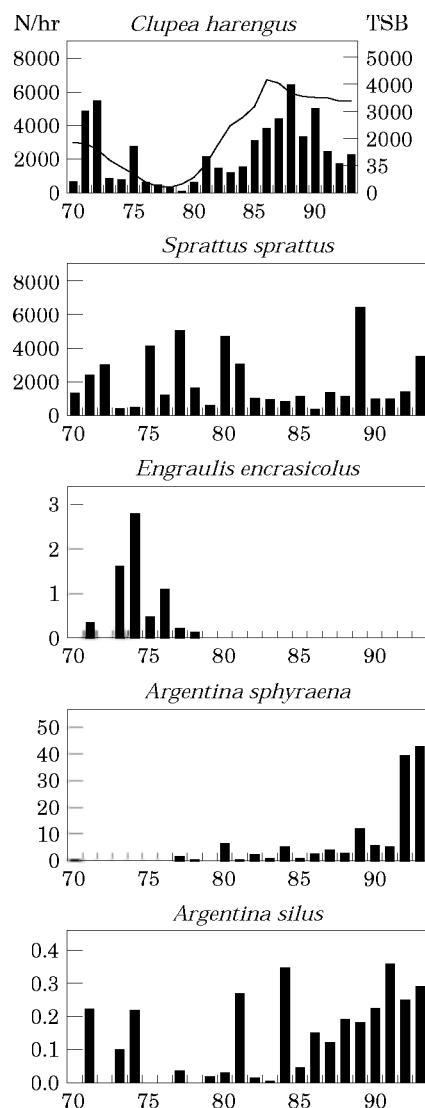 N/hr Clupea harengus TSB
8000 5000
6000 4000
4000 3000
2000 2000
35
0 0
70 75 80 85 90
Sprattus sprattus
8000
6000
4000
2000
0
70 75 80 85 90
Engraulis encrasicolus
3
2
1
0
70 75 80 85 90
Argentina sphyraena
50
40
30
20
10
0
70 75 80 85 90
Argentina silus
0.4
0.3
0.2
0.1
0.0
70 75 80 85 90